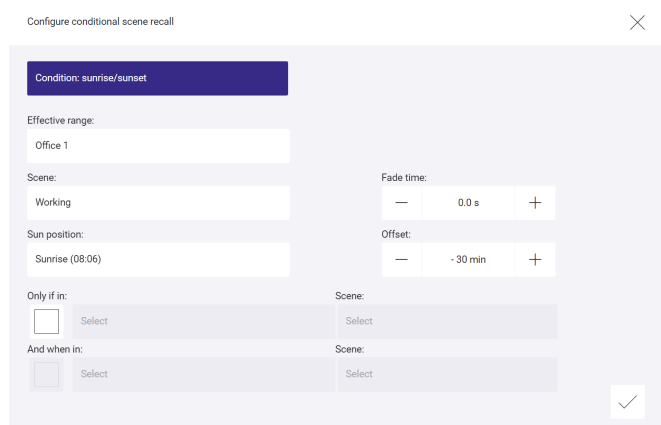 Configure conditional scene recall
Condition: sunrise/sunset
Effective range:
Office 1
Scene:
Fade time:
Working
0.0 s
Sun position:
Offset:
Sunrise (08:06)
- 30 min
Only if in:
Scene:
Select
Select
And when in:
Scene:
Select
Select